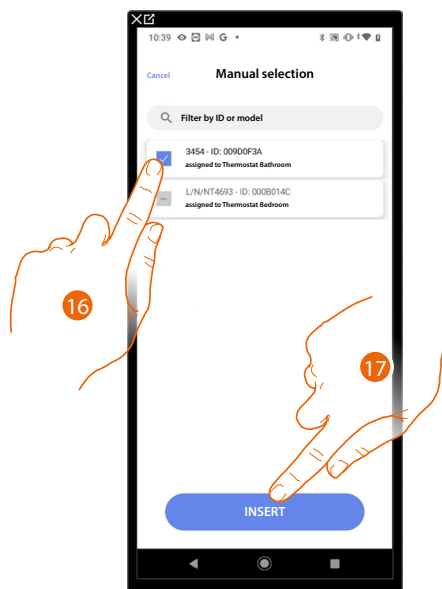 10:39 G
Cancel
Manual selection
Filter by ID or model
3454 - ID: 009D0F3A
assigned to Thermostat Bathroom
L/N/NT4693 - ID: 000B014C
assigned to Thermostat Bedroom
16
17
INSERT